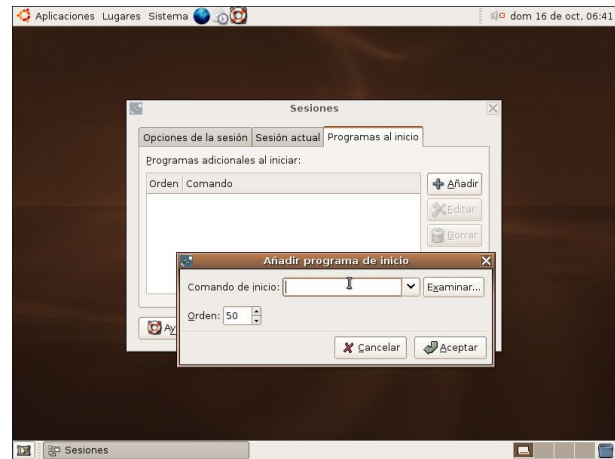 Aplicaciones Lugares Sistema dom 16 de oct, 06:41
Sesiones
Opciones de la sesión Sesión actual Programas al inicio
Programas adicionales al iniciar:
Orden Comando
Añadir
Editar
Borrar
Añadir programa de inicio
Comando de inicio: Examinar...
Orden: 50
Ay
Cancelar Aceptar
Sesiones